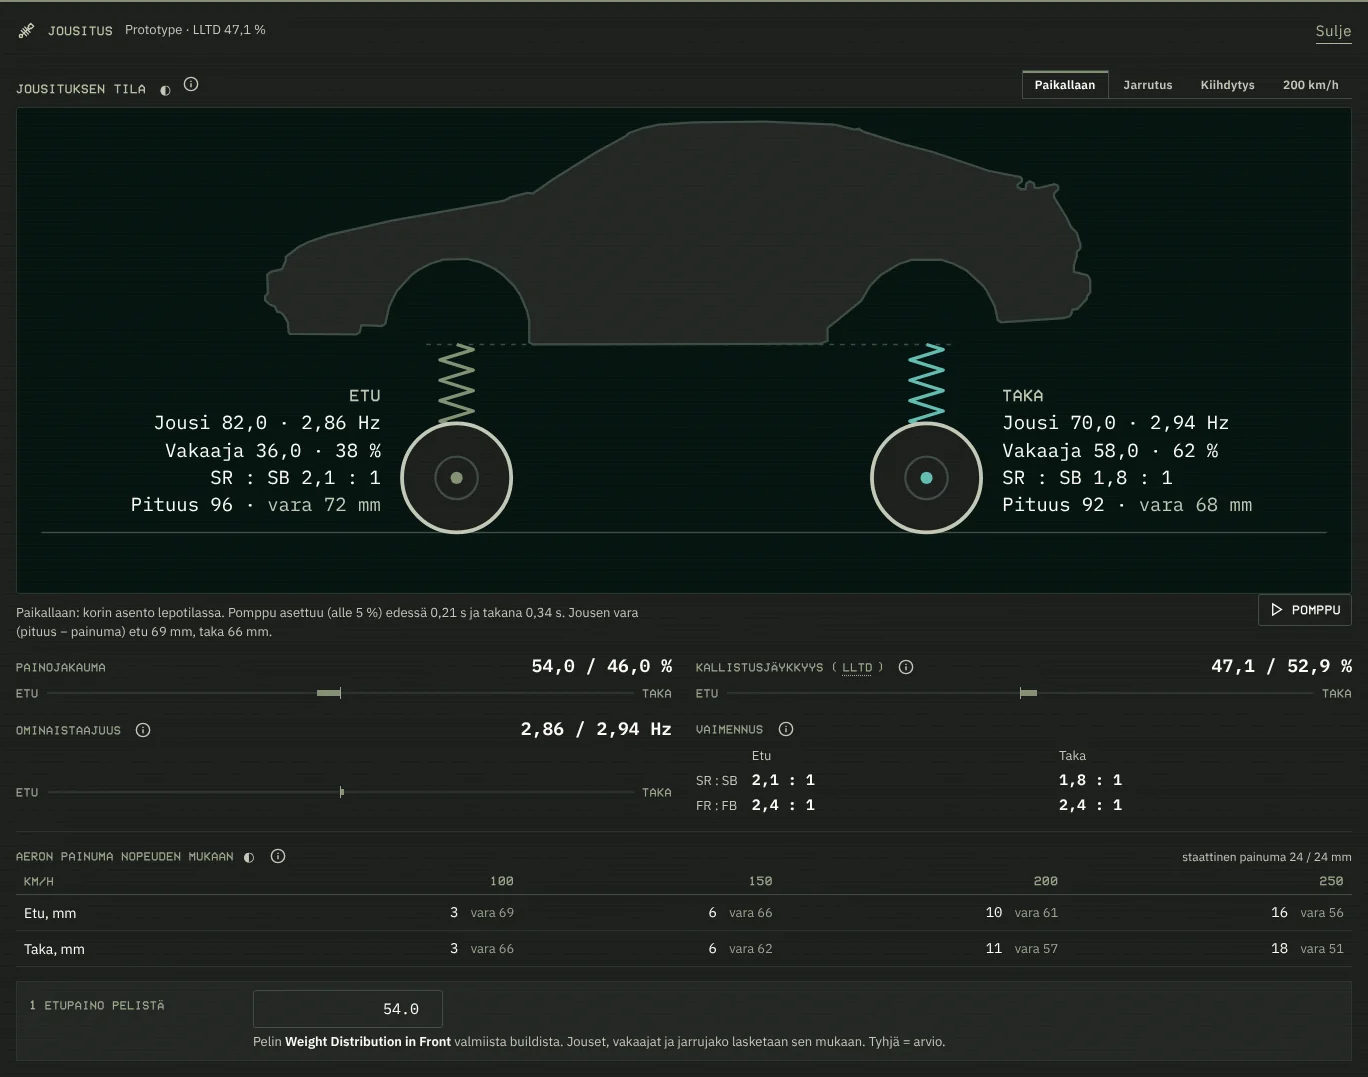 JOUSITUS Prototype · LLTD 47,1 % Sulje
JOUSITUKSEN TILA Paikallaan Jarrutus Kiihdytys 200 km/h
ETU
Jousi 82,0 · 2,86 Hz
Vakaaja 36,0 · 38 %
SR : SB 2,1 : 1
Pituus 96 · vara 72 mm
TAKA
Jousi 70,0 · 2,94 Hz
Vakaaja 58,0 · 62 %
SR : SB 1,8 : 1
Pituus 92 · vara 68 mm
Paikallaan: korin asento lepotilassa. Pomppu asettuu (alle 5 %) edessä 0,21 s ja takana 0,34 s. Jousen vara
(pituus – painuma) etu 69 mm, taka 66 mm.
POMPPU
PAINOJAKAUMA 54,0 / 46,0 %
ETU TAKA
KALLISTUSJÄYKKYYS (LLTD) 47,1 / 52,9 %
ETU TAKA
OMINAISTAAJUUS 2,86 / 2,94 Hz
ETU TAKA
VAIMENNUS
Etu Taka
SR:SB 2,1 : 1 1,8 : 1
FR:FB 2,4 : 1 2,4 : 1
AERON PAINUMA NOPEUDEN MUKAAN staattinen painuma 24 / 24 mm
KM/H 100 150 200 250
Etu, mm 3 vara 69 6 vara 66 10 vara 61 16 vara 56
Taka, mm 3 vara 66 6 vara 62 11 vara 57 18 vara 51
1 ETUPAINO PELISTÄ 54.0
Pelin Weight Distribution in Front valmiista buildista. Jouset, vakaajat ja jarrujako lasketaan sen mukaan. Tyhjä = arvio.